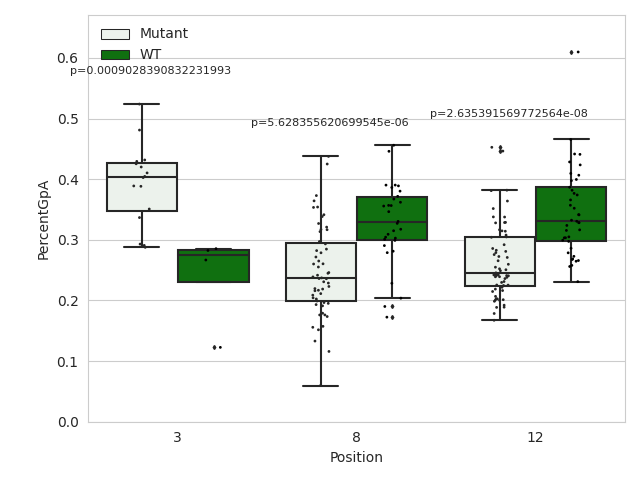 Mutant
WT
p=0.0009028390832231993
p=5.628355620699545e-06
p=2.635391569772564e-08
0.6
0.5
0.4
0.3
0.2
0.1
0.0
PercentGpA
3
8
12
Position